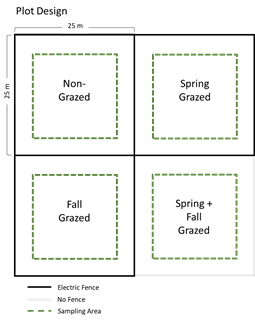 Plot Design
25 m
25 m
Non-
Grazed
Spring
Grazed
Fall
Grazed
Spring +
Fall
Grazed
Electric Fence
No Fence
Sampling Area